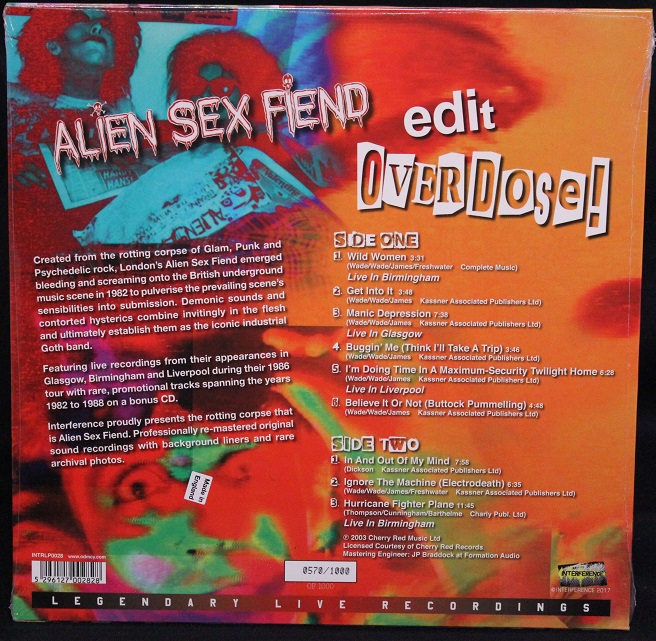 ALIEN SEX FIEND
edit
OVERDOSE!
Created from the rotting corpse of Glam, Punk and
Psychedelic rock, London's Alien Sex Fiend emerged
bleeding and screaming onto the British underground
music scene in 1982 to pulverise the prevailing scene's
sensibilities into submission. Demonic sounds and
contorted hysterics combine invitingly in the flesh
and ultimately establish them as the iconic industrial
Goth band.
Featuring live recordings from their appearances in
Glasgow, Birmingham and Liverpool during their 1986
tour with rare, promotional tracks spanning the years
1982 to 1988 on a bonus CD.
Interference proudly presents the rotting corpse that
is Alien Sex Fiend. Professionally re-mastered original
sound recordings with background liners and rare
archival photos.
Made in
England
SIDE ONE
1. Wild Women 3:31
(Wade/Wade/James/Freshwater Complete Music)
Live In Birmingham
2. Get Into It 3:48
(Wade/Wade/James Kassner Associated Publishers Ltd)
3. Manic Depression 7:38
(Wade/Wade/James Kassner Associated Publishers Ltd)
Live In Glasgow
4. Buggin' Me (Think I'll Take A Trip) 3:46
(Wade/Wade/James Kassner Associated Publishers Ltd)
5. I'm Doing Time In A Maximum-Security Twilight Home 6:28
(Wade/Wade/James Kassner Associated Publishers Ltd)
Live In Liverpool
6. Believe It Or Not (Buttock Pummelling) 4:48
(Wade/Wade/James Kassner Associated Publishers Ltd)
SIDE TWO
1. In And Out Of My Mind 7:58
(Dickson Kassner Associated Publishers Ltd)
2. Ignore The Machine (Electrodeath) 6:35
(Wade/Wade/James/Freshwater Kassner Associated Publishers Ltd)
3. Hurricane Fighter Plane 11:45
(Thompson/Cunningham/Barthelme Charly Publ. Ltd)
Live In Birmingham
℗ 2003 Cherry Red Music Ltd
Licensed Courtesy of Cherry Red Records
Mastering Engineer: JP Braddock at Formation Audio
INTRLP0028 www.odmcy.com
5 296127 002828
0570/1000
OF 1000
INTERFERENCE
© INTERFERENCE 2017
LEGENDARY LIVE RECORDINGS